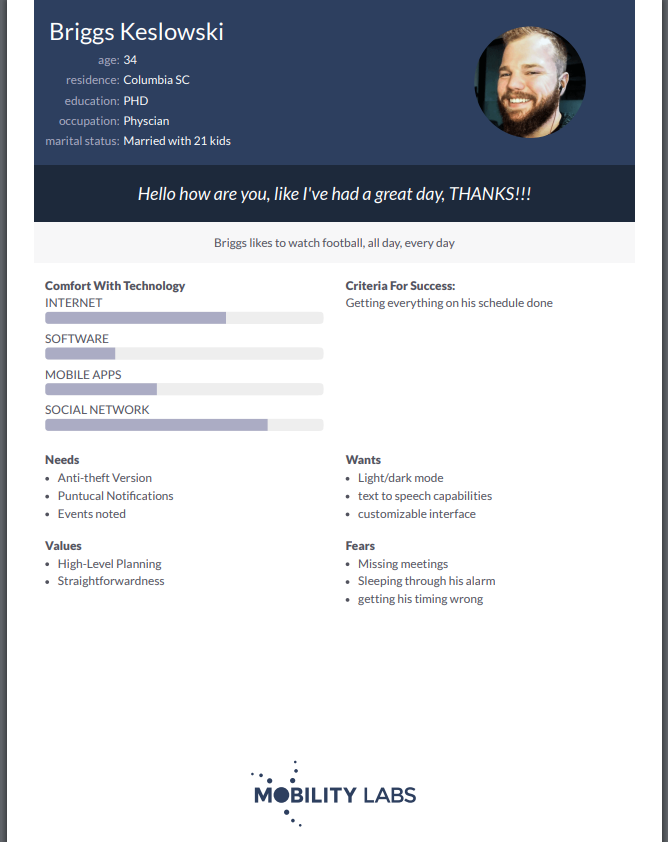 Briggs Keslowski
age: 34
residence: Columbia SC
education: PHD
occupation: Physcian
marital status: Married with 21 kids
Hello how are you, like I've had a great day, THANKS!!!
Briggs likes to watch football, all day, every day
Comfort With Technology
INTERNET
SOFTWARE
MOBILE APPS
SOCIAL NETWORK
Criteria For Success:
Getting everything on his schedule done
Needs
• Anti-theft Version
• Puntucal Notifications
• Events noted
Wants
• Light/dark mode
• text to speech capabilities
• customizable interface
Values
• High-Level Planning
• Straightforwardness
Fears
• Missing meetings
• Sleeping through his alarm
• getting his timing wrong
MOBILITY LABS